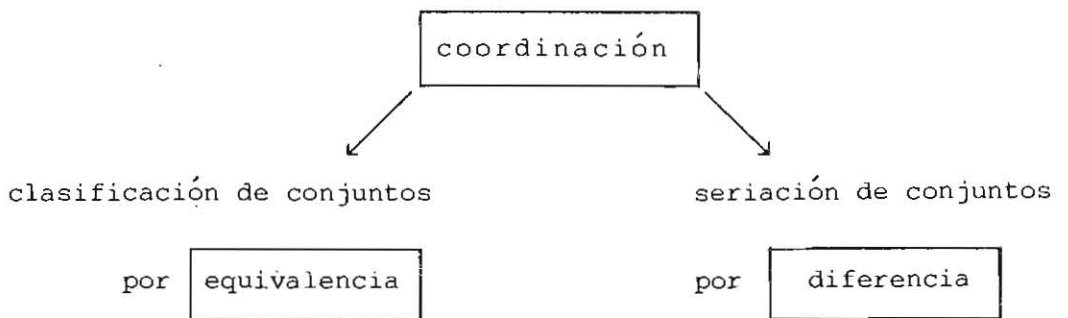 coordinación
clasificación de conjuntos
seriación de conjuntos
por equivalencia
por diferencia